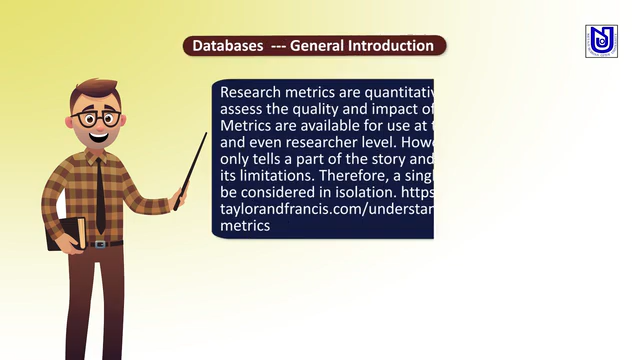 Databases --- General Introduction
Research metrics are quantitativ
assess the quality and impact of
Metrics are available for use at
and even researcher level. Howe
only tells a part of the story and
its limitations. Therefore, a singl
be considered in isolation. https
taylorandfrancis.com/understan
metrics